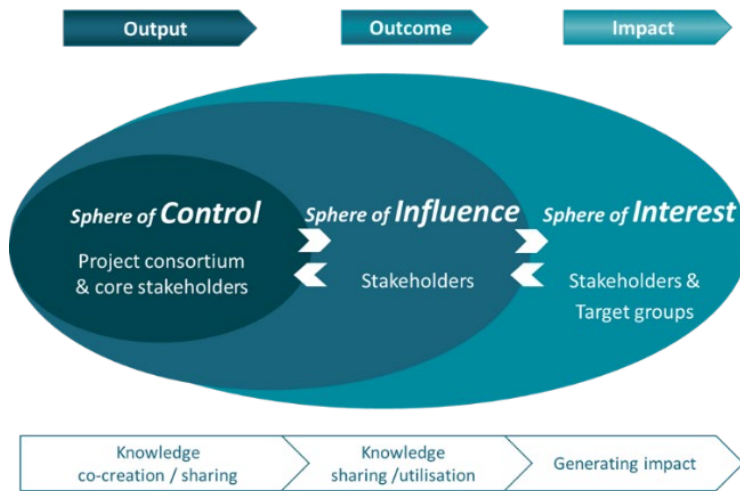 Output
Outcome
Impact
Sphere of Control
Project consortium
& core stakeholders
Sphere of Influence
Stakeholders
Sphere of Interest
Stakeholders &
Target groups
Knowledge
co-creation / sharing
Knowledge
sharing /utilisation
Generating impact